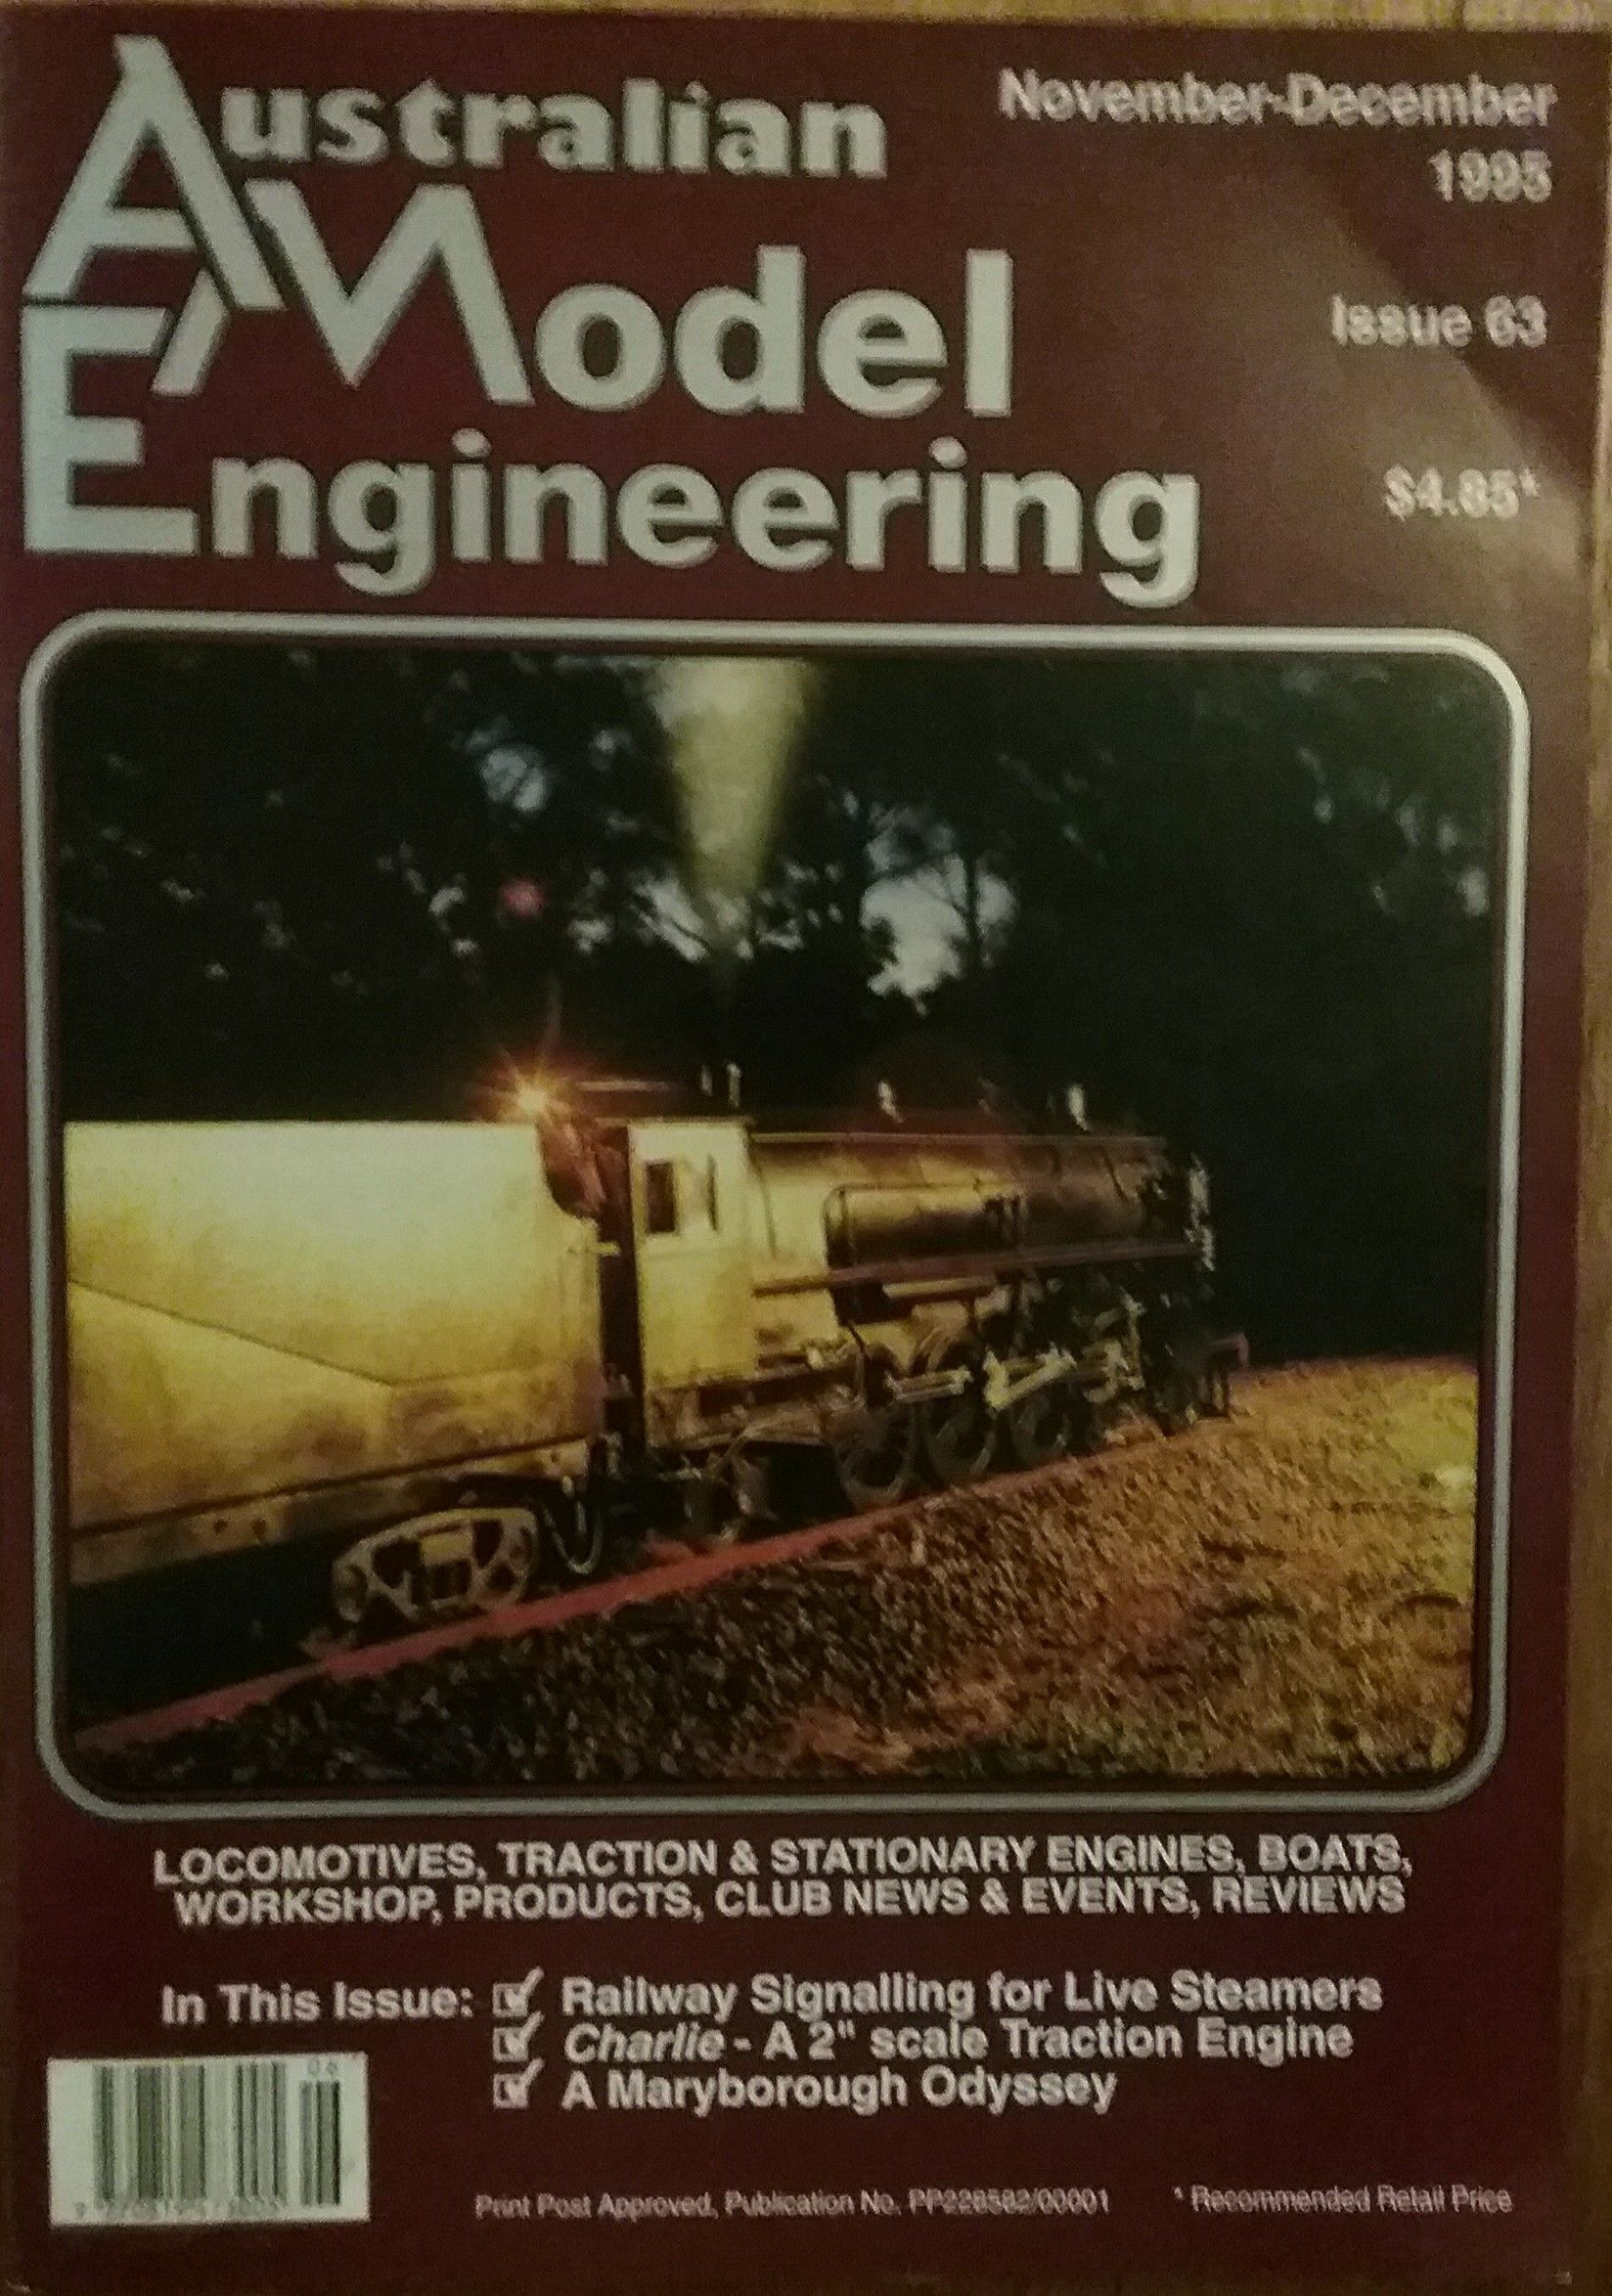 Australian
Model
Engineering
November-December
1995
Issue 63
$4.85*
LOCOMOTIVES, TRACTION & STATIONARY ENGINES, BOATS,
WORKSHOP, PRODUCTS, CLUB NEWS & EVENTS, REVIEWS
In This Issue: ☑ Railway Signalling for Live Steamers
☑ Charlie - A 2" scale Traction Engine
☑ A Maryborough Odyssey
06
Print Post Approved, Publication No. PP228582/00001
* Recommended Retail Price